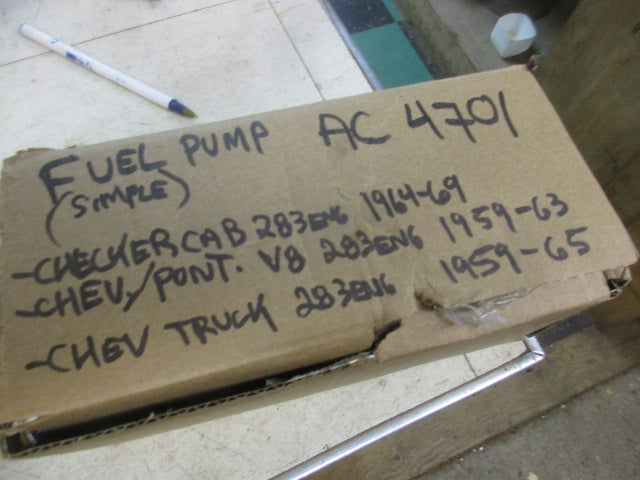 FUEL PUMP AC 4701
(SIMPLE)
-CHECKER CAB 283ENG 1964-69
-CHEV/PONT. V8 283ENG 1959-63
-CHEV TRUCK 283ENG 1959-65